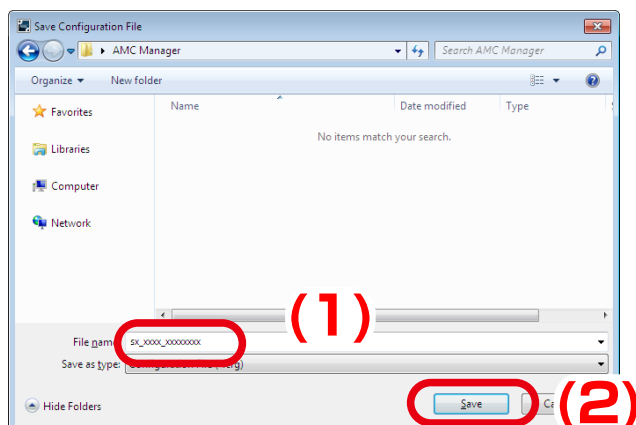 Save Configuration File
AMC Manager
Search AMC Manager
Organize
New folder
Name
Date modified
Type
Favorites
No items match your search.
Libraries
Computer
Network
(1)
File name:
sx_xxxx_xxxxxxxx
Save as type:
Hide Folders
Save
(2)